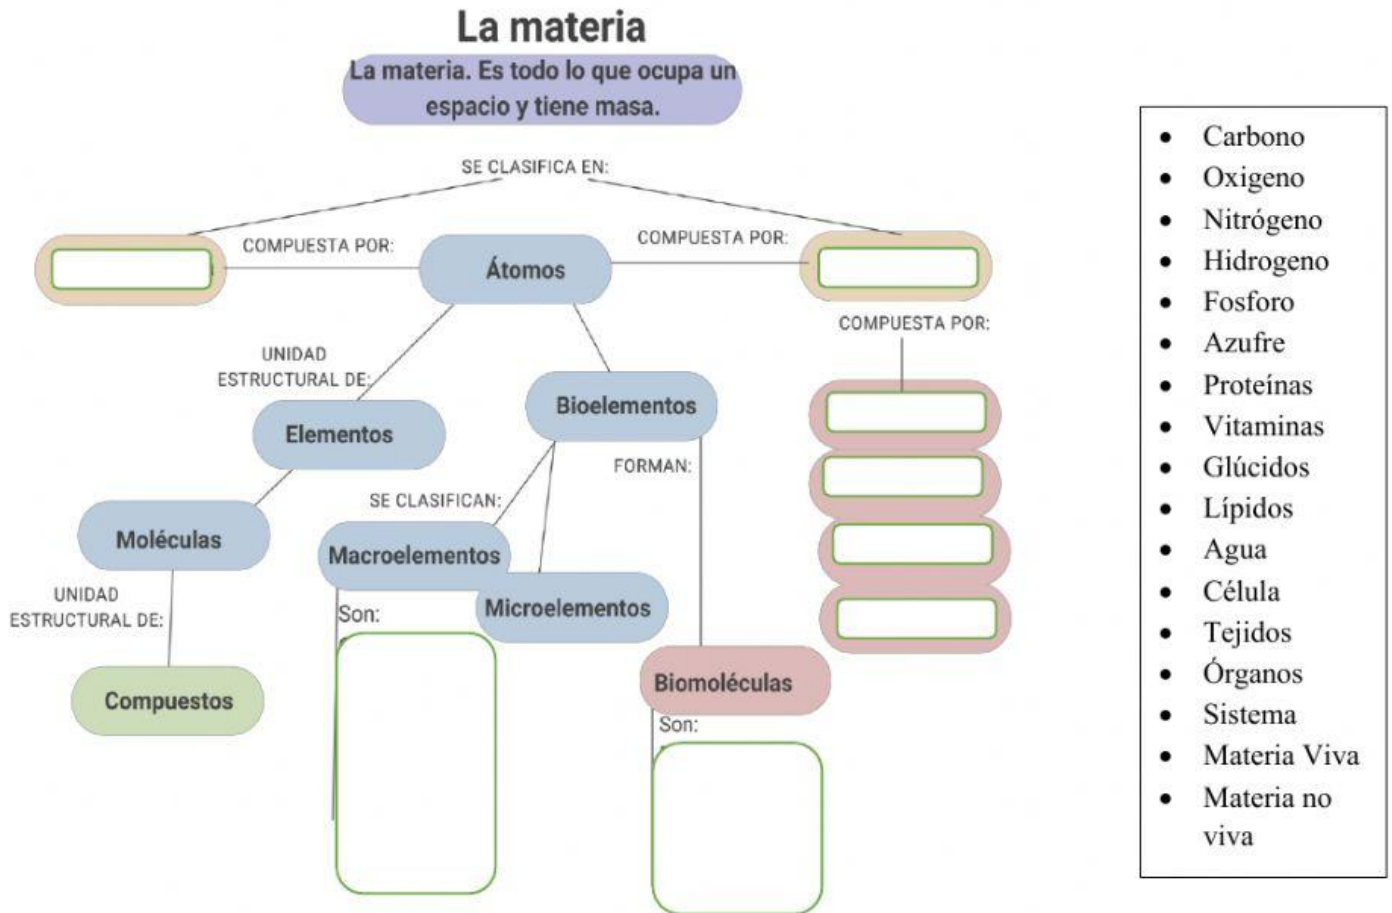 La materia
La materia. Es todo lo que ocupa un
espacio y tiene masa.
SE CLASIFICA EN:
COMPUESTA POR:
COMPUESTA POR:
Átomos
COMPUESTA POR:
UNIDAD
ESTRUCTURAL DE:
Bioelementos
Elementos
FORMAN:
SE CLASIFICAN:
Moléculas
Macroelementos
UNIDAD
ESTRUCTURAL DE:
Microelementos
Son:
Compuestos
Biomoléculas
Son:
• Carbono
• Oxigeno
• Nitrógeno
• Hidrogeno
• Fosforo
• Azufre
• Proteínas
• Vitaminas
• Glúcidos
• Lípidos
• Agua
• Célula
• Tejidos
• Órganos
• Sistema
• Materia Viva
• Materia no
viva